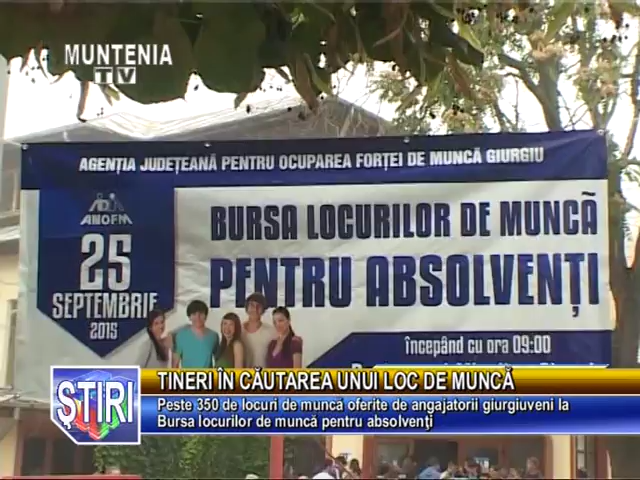 MUNTENIA
TV
AGENȚIA JUDEȚEANĂ PENTRU OCUPAREA FORȚEI DE MUNCĂ GIURGIU
ANOFM
25
SEPTEMBRIE
2015
BURSA LOCURILOR DE MUNCĂ
PENTRU ABSOLVENȚI
începând cu ora 09:00
ȘTIRI
TINERI ÎN CĂUTAREA UNUI LOC DE MUNCĂ
Peste 350 de locuri de muncă oferite de angajatorii giurgiuveni la
Bursa locurilor de muncă pentru absolvenţi